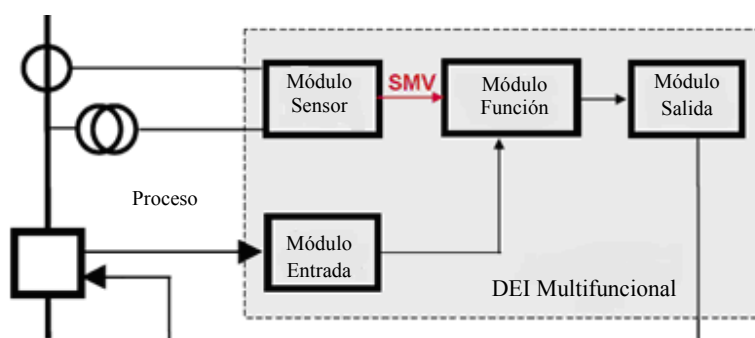 Módulo
Sensor
SMV
Módulo
Función
Módulo
Salida
Proceso
Módulo
Entrada
DEI Multifuncional